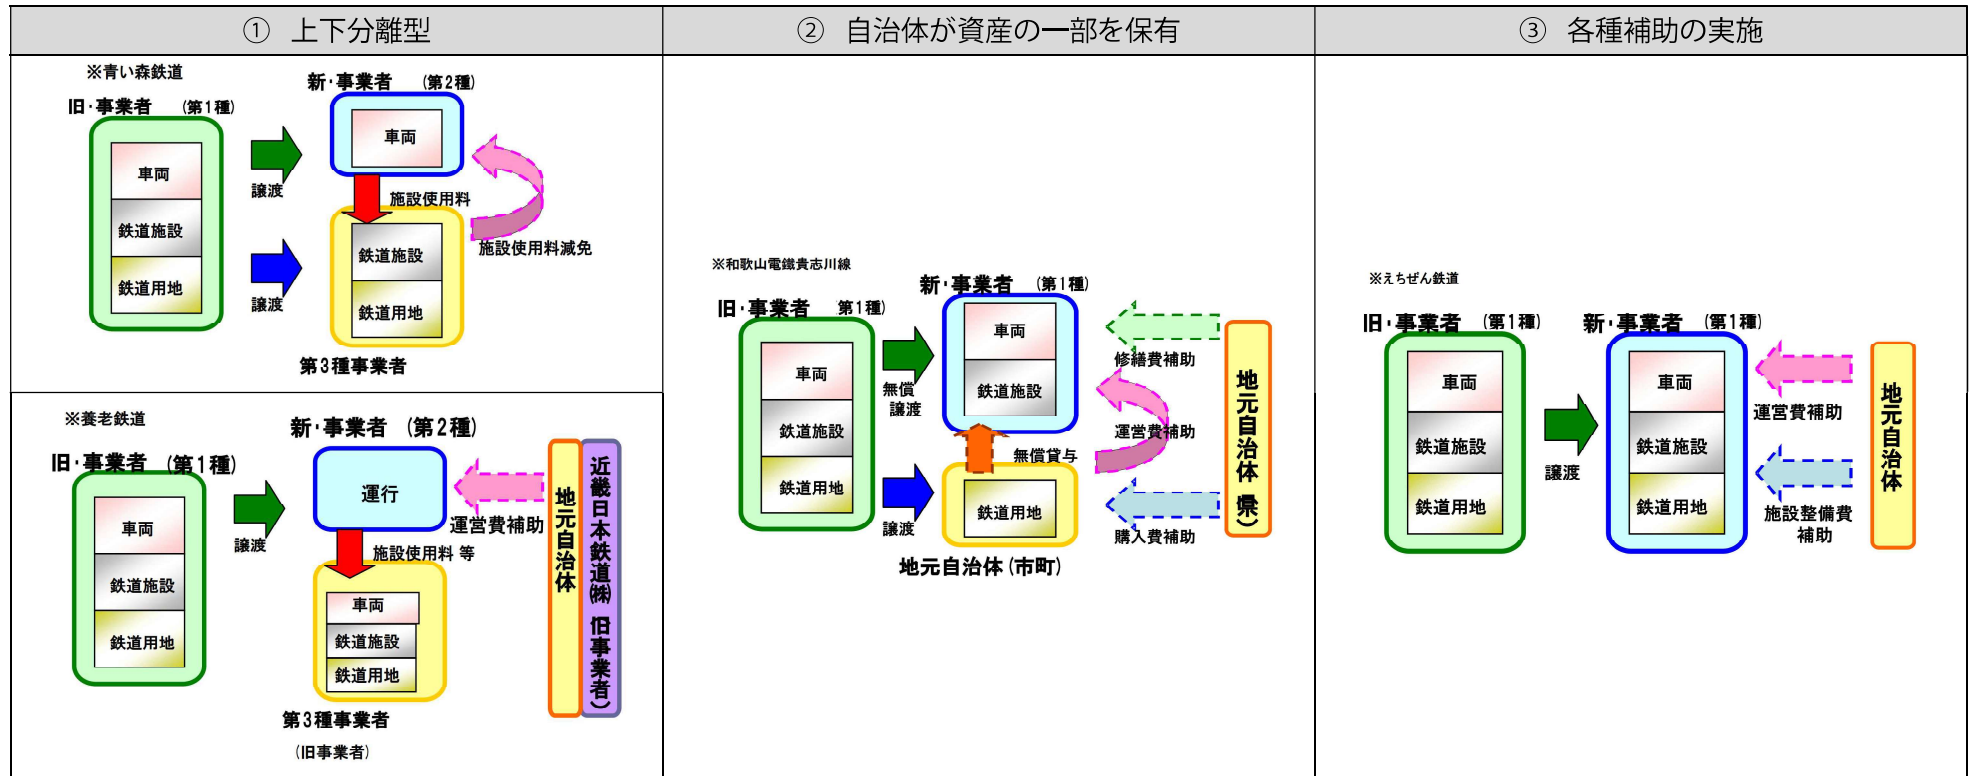 ① 上下分離型
② 自治体が資産の一部を保有
③ 各種補助の実施
※青い森鉄道
旧・事業者 (第1種)
車両
鉄道施設
鉄道用地
譲渡
譲渡
新・事業者 (第2種)
車両
施設使用料
鉄道施設
鉄道用地
施設使用料減免
第3種事業者
※養老鉄道
旧・事業者 (第1種)
車両
鉄道施設
鉄道用地
譲渡
新・事業者 (第2種)
運行
運営費補助
施設使用料 等
車両
鉄道施設
鉄道用地
第3種事業者
(旧事業者)
地元自治体
近畿日本鉄道㈱(旧事業者)
※和歌山電鐵貴志川線
旧・事業者 (第1種)
車両
鉄道施設
鉄道用地
無償
譲渡
譲渡
新・事業者 (第1種)
車両
鉄道施設
無償貸与
鉄道用地
地元自治体(市町)
修繕費補助
運営費補助
購入費補助
地元自治体(県)
※えちぜん鉄道
旧・事業者 (第1種)
車両
鉄道施設
鉄道用地
譲渡
新・事業者 (第1種)
車両
鉄道施設
鉄道用地
運営費補助
施設整備費
補助
地元自治体